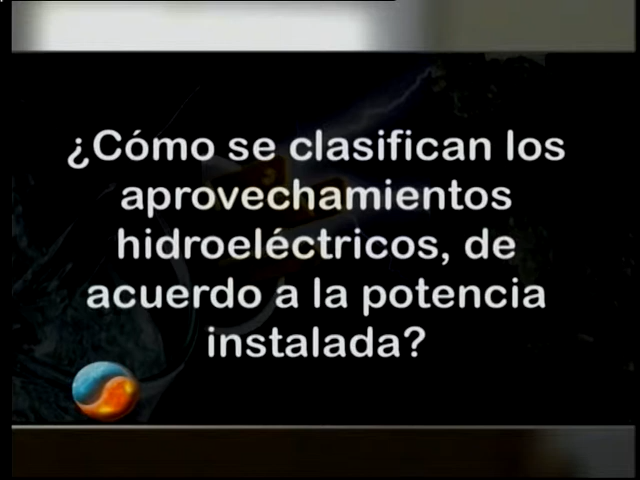 ¿Cómo se clasifican los
aprovechamientos
hidroeléctricos, de
acuerdo a la potencia
instalada?